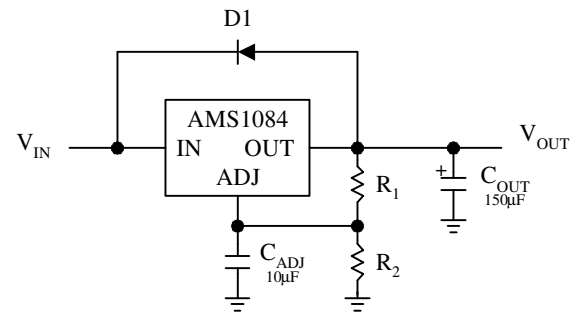 D1
AMS1084
V_IN
IN OUT
V_OUT
ADJ
R_1
+
C_OUT
150µF
C_ADJ
10µF
R_2